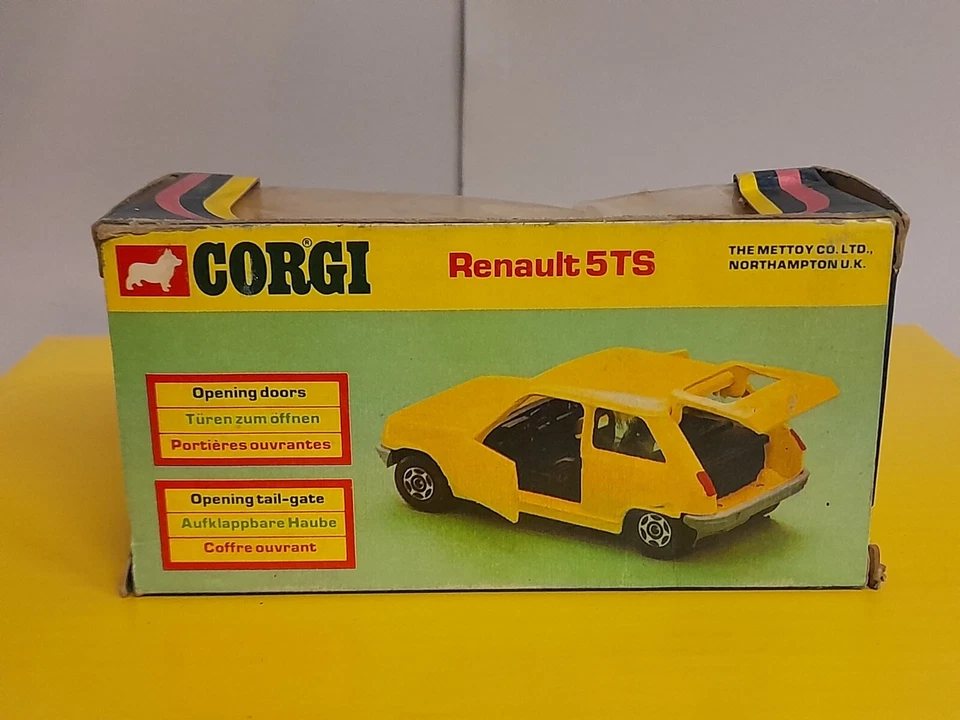 CORGI®
Renault 5TS
THE METTOY CO. LTD.,
NORTHAMPTON U.K.
Opening doors
Türen zum öffnen
Portières ouvrantes
Opening tail-gate
Aufklappbare Haube
Coffre ouvrant